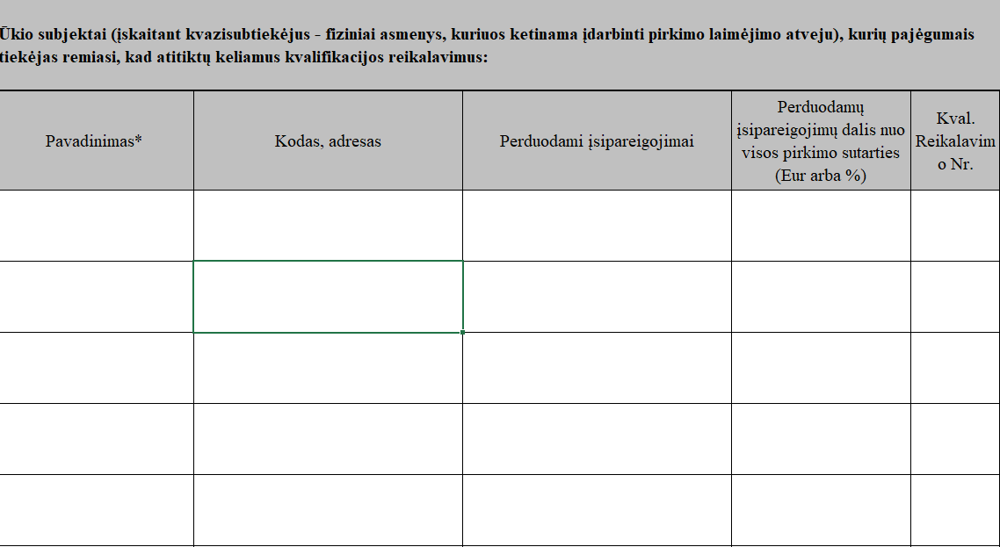 Ūkio subjektai (įskaitant kvazisubtiekėjus - fiziniai asmenys, kuriuos ketinama įdarbinti pirkimo laimėjimo atveju), kurių pajėgumais
tiekėjas remiasi, kad atitiktų keliamus kvalifikacijos reikalavimus:
Pavadinimas*
Kodas, adresas
Perduodami įsipareigojimai
Perduodamų
įsipareigojimų dalis nuo
visos pirkimo sutarties
(Eur arba %)
Kval.
Reikalavim
o Nr.